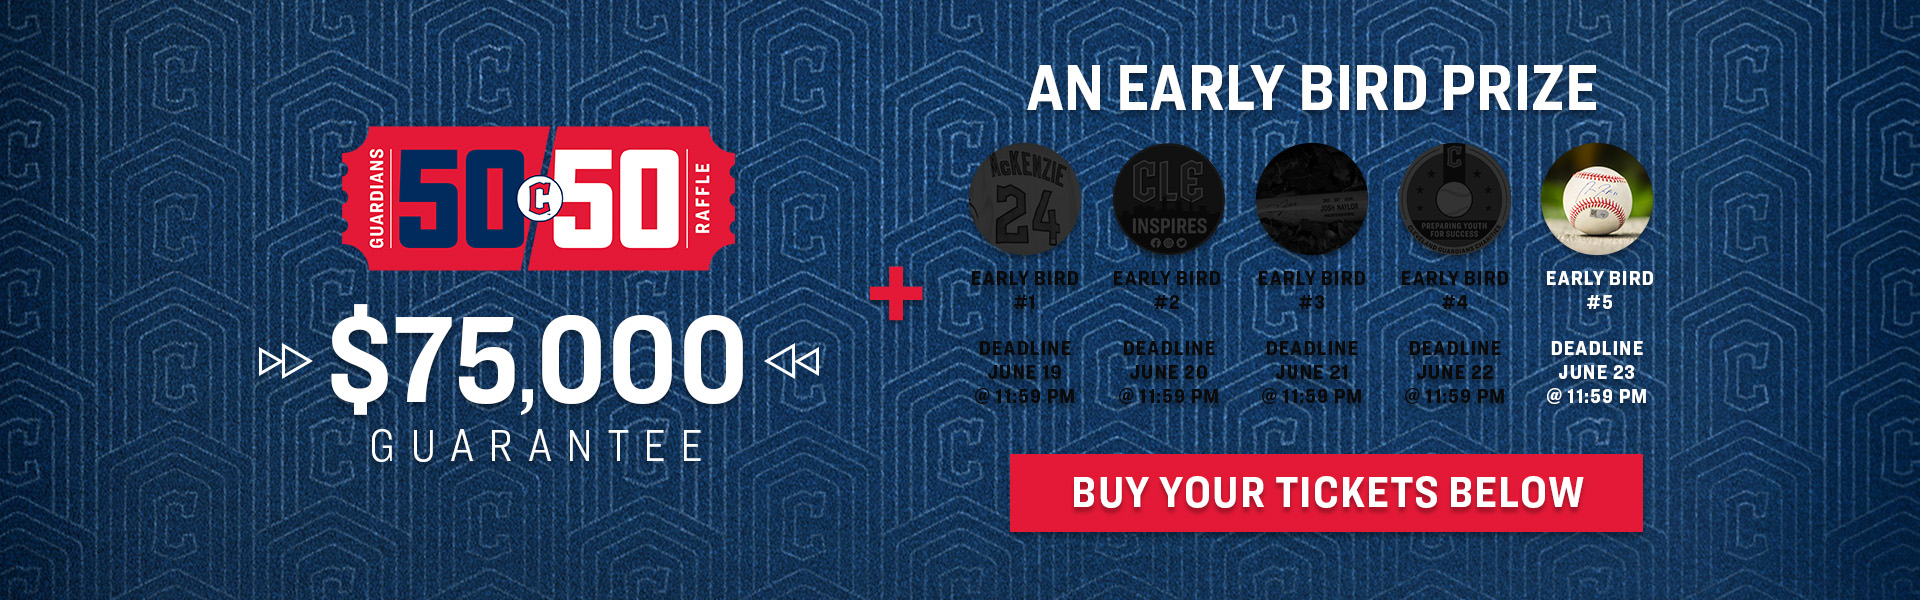 GUARDIANS
50
C
50
RAFFLE
$75,000
GUARANTEE
+
AN EARLY BIRD PRIZE
McKENZIE
24
CLE
INSPIRES
JOSH NAYLOR
C
PREPARING YOUTH
FOR SUCCESS
CLEVELAND GUARDIANS CHARITIES
EARLY BIRD
#1
DEADLINE
JUNE 19
@ 11:59 PM
EARLY BIRD
#2
DEADLINE
JUNE 20
@ 11:59 PM
EARLY BIRD
#3
DEADLINE
JUNE 21
@ 11:59 PM
EARLY BIRD
#4
DEADLINE
JUNE 22
@ 11:59 PM
EARLY BIRD
#5
DEADLINE
JUNE 23
@ 11:59 PM
BUY YOUR TICKETS BELOW